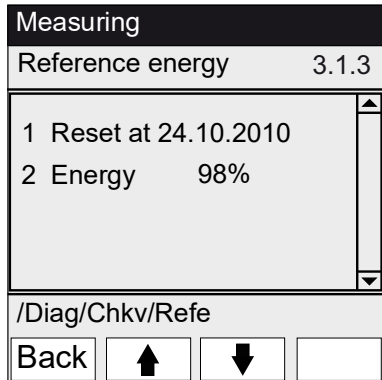 Measuring
Reference energy 3.1.3
1 Reset at 24.10.2010
2 Energy 98%
/Diag/Chkv/Refe
Back